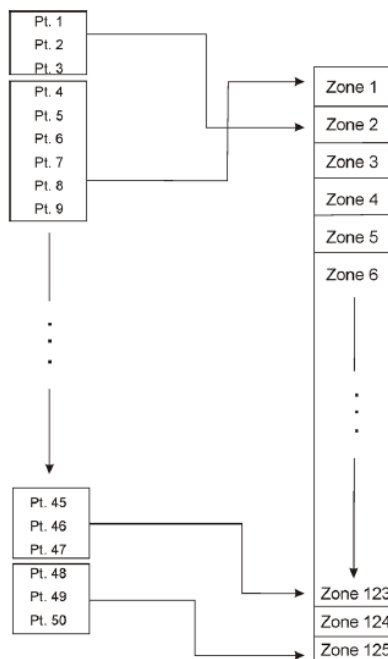 Pt. 1
Pt. 2
Pt. 3
Pt. 4
Pt. 5
Pt. 6
Pt. 7
Pt. 8
Pt. 9
Pt. 45
Pt. 46
Pt. 47
Pt. 48
Pt. 49
Pt. 50
Zone 1
Zone 2
Zone 3
Zone 4
Zone 5
Zone 6
Zone 123
Zone 124
Zone 125